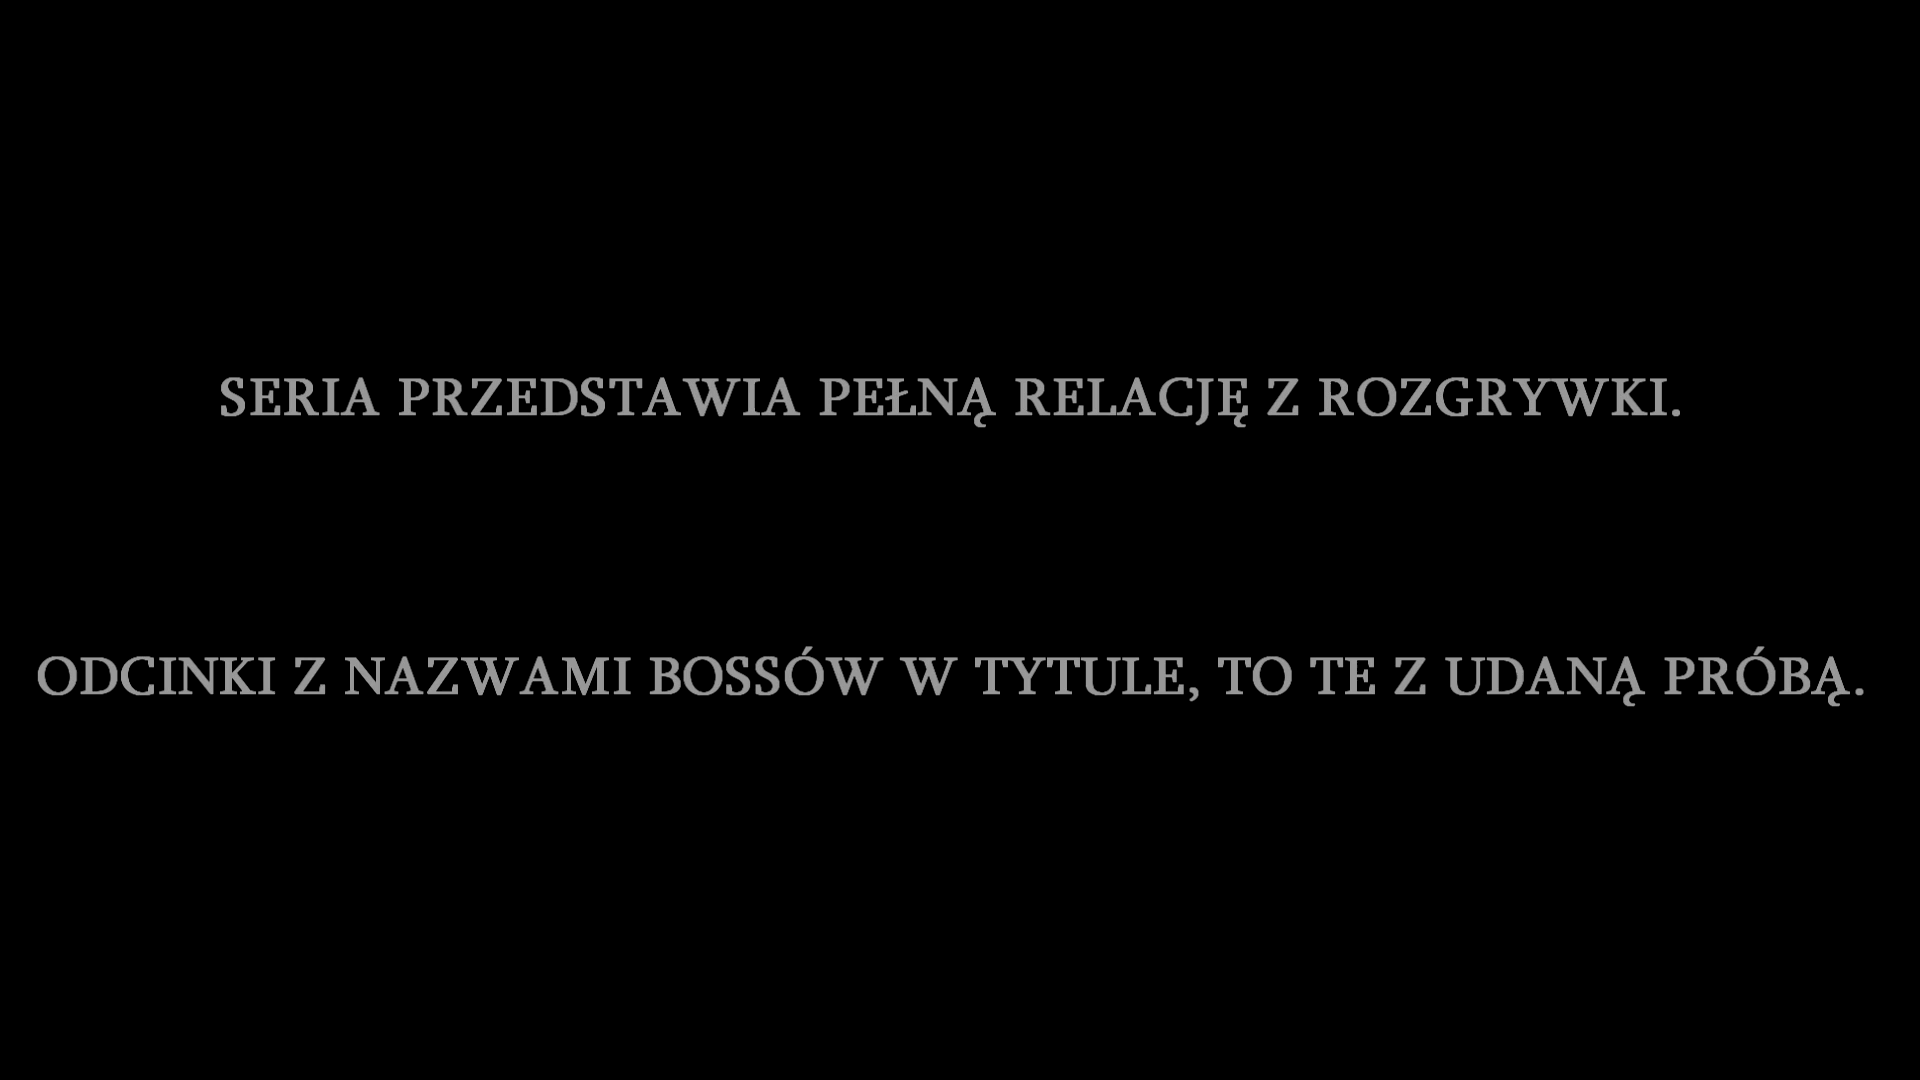 SERIA PRZEDSTAWIA PEŁNĄ RELACJĘ Z ROZGRYWKI.
ODCINKI Z NAZWAMI BOSSÓW W TYTULE, TO TE Z UDANĄ PRÓBĄ.